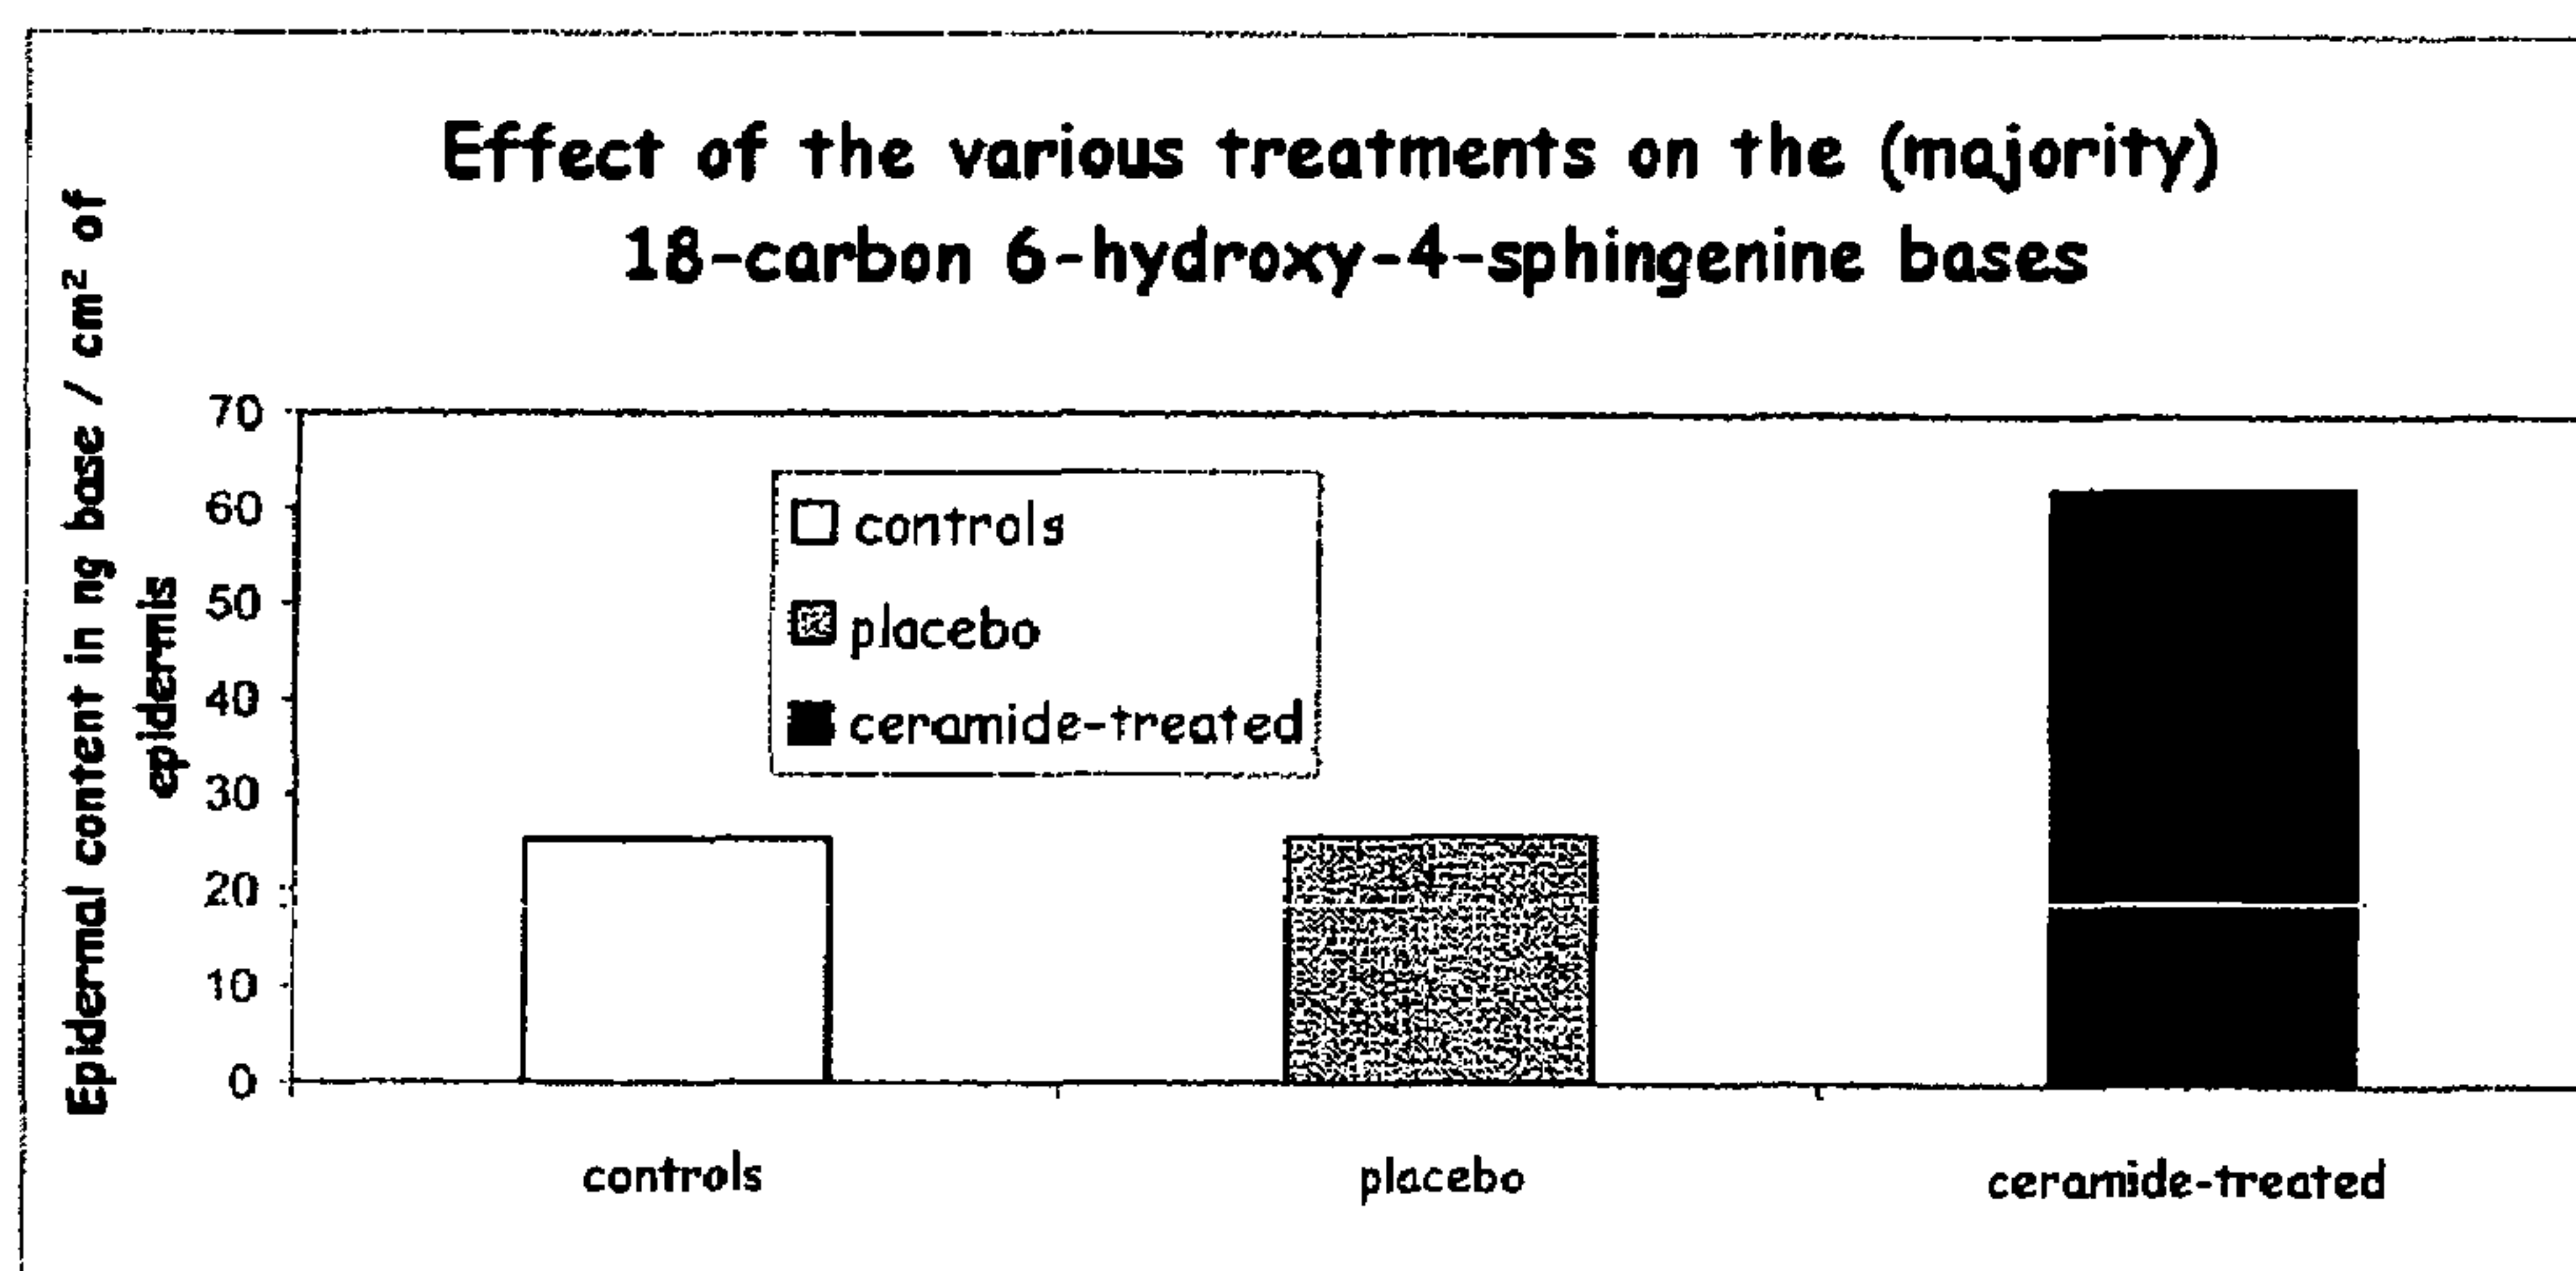 Effect of the various treatments on the (majority)
18-carbon 6-hydroxy-4-sphingenine bases
Epidermal content in ng base / cm² of
epidermis
70
60
50
40
30
20
10
0
controls
placebo
ceramide-treated
controls
placebo
ceramide-treated